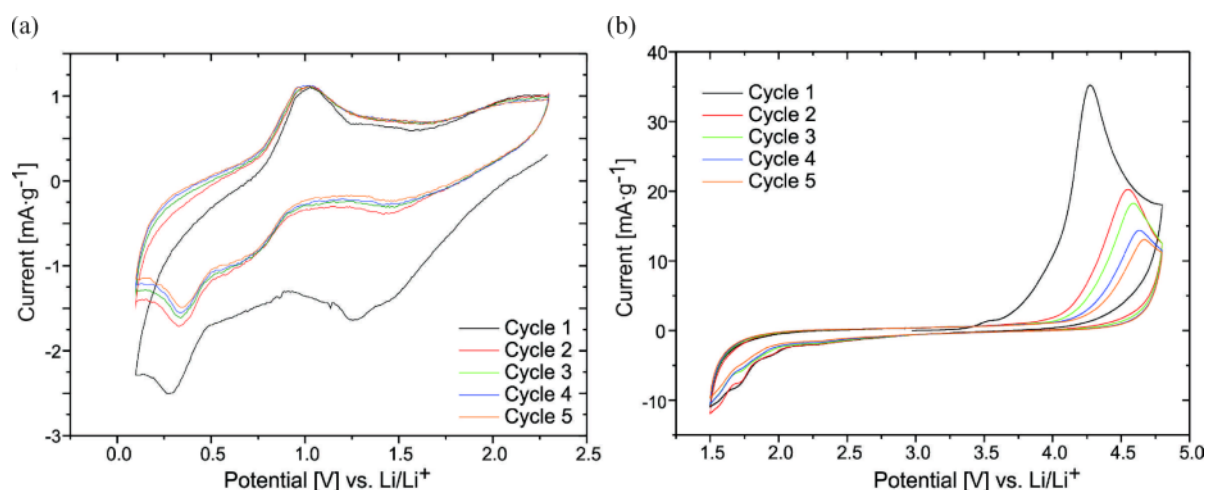 (a)
Current [mA·g⁻¹]
1
0
-1
-2
-3
0.0 0.5 1.0 1.5 2.0 2.5
Potential [V] vs. Li/Li⁺
Cycle 1
Cycle 2
Cycle 3
Cycle 4
Cycle 5
(b)
Current [mA·g⁻¹]
40
30
20
10
0
-10
1.5 2.0 2.5 3.0 3.5 4.0 4.5 5.0
Potential [V] vs. Li/Li⁺
Cycle 1
Cycle 2
Cycle 3
Cycle 4
Cycle 5